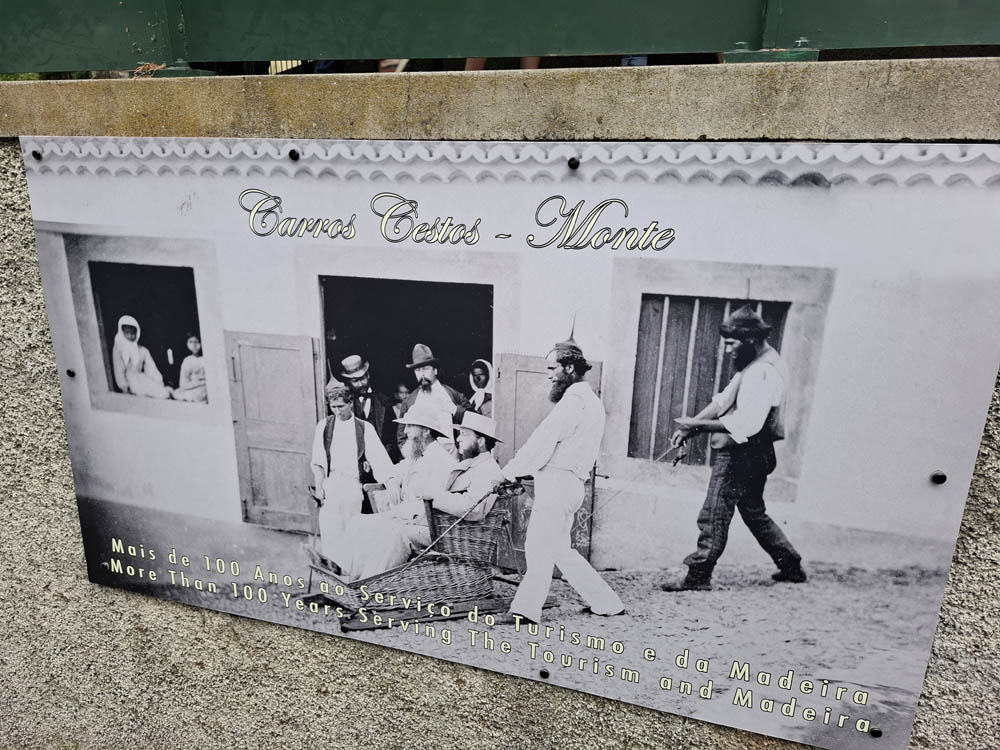 Carros Cestos - Monte
Mais de 100 Anos ao Serviço do Turismo e da Madeira
More Than 100 Years Serving The Tourism and Madeira